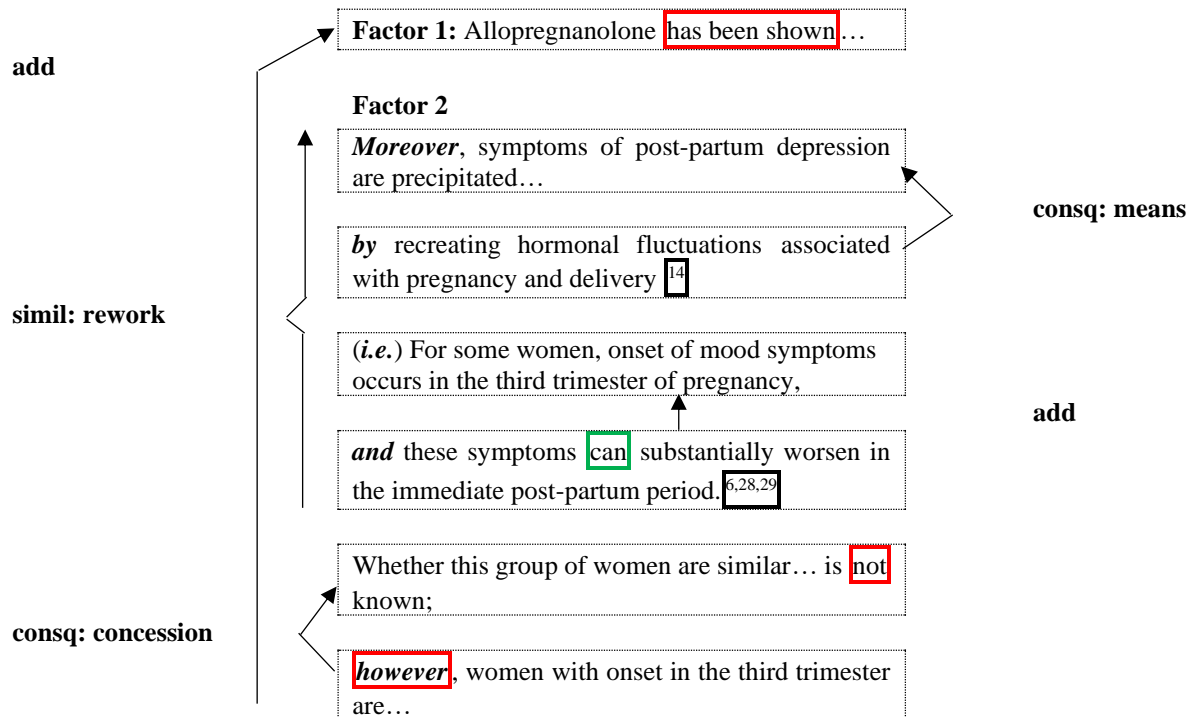 Factor 1: Allopregnanolone has been shown…
add
Factor 2
Moreover, symptoms of post-partum depression
are precipitated…
consq: means
by recreating hormonal fluctuations associated
with pregnancy and delivery 14
simil: rework
(i.e.) For some women, onset of mood symptoms
occurs in the third trimester of pregnancy,
add
and these symptoms can substantially worsen in
the immediate post-partum period.6,28,29
Whether this group of women are similar… is not
known;
consq: concession
however, women with onset in the third trimester
are…